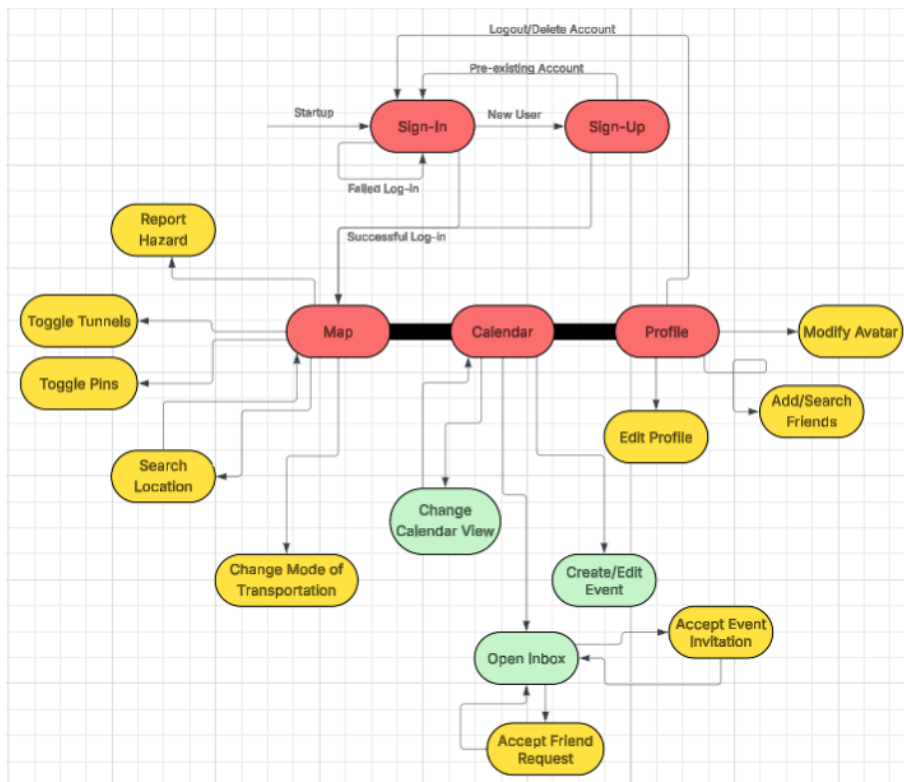 Logout/Delete Account
Pre-existing Account
Startup
Sign-In
New User
Sign-Up
Failed Log-In
Report
Hazard
Successful Log-in
Toggle Tunnels
Map
Calendar
Profile
Modify Avatar
Toggle Pins
Add/Search
Friends
Edit Profile
Search
Location
Change
Calendar View
Change Mode of
Transportation
Create/Edit
Event
Accept Event
Invitation
Open Inbox
Accept Friend
Request